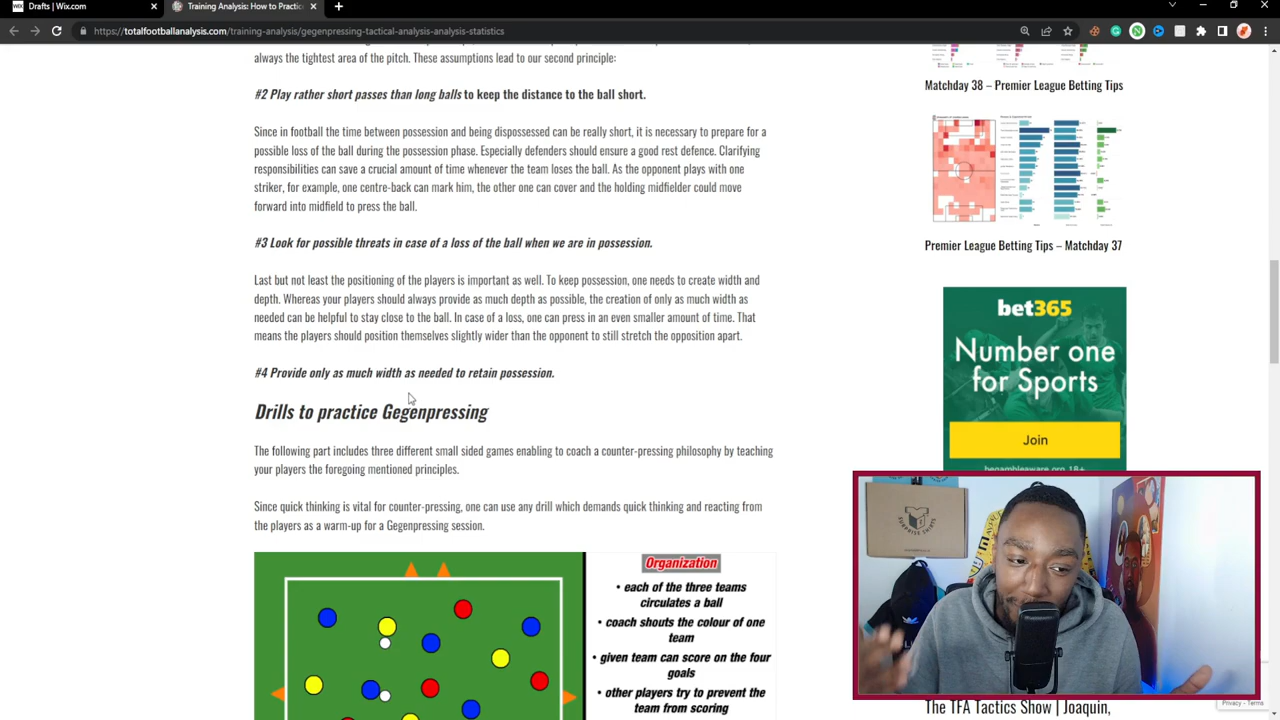 Drafts | Wix.com
Training Analysis: How to Practic
https://totalfootballanalysis.com/training-analysis/gegenpressing-tactical-analysis-analysis-statistics
always the tightest area of the pitch. These assumptions lead to our second principle:
#2 Play rather short passes than long balls to keep the distance to the ball short.
Since in football the time between possession and being dispossessed can be really short, it is necessary to prepare for a
possible loss of the ball during the possession phase. Especially defenders should ensure a good rest defence. Clarifying
responsibilities can save a huge amount of time whenever the team loses the ball. As the opponent plays with one
striker, for example, one centre-back can mark him, the other one can cover and the holding midfielder could move
forward into midfield to press the ball.
#3 Look for possible threats in case of a loss of the ball when we are in possession.
Last but not least the positioning of the players is important as well. To keep possession, one needs to create width and
depth. Whereas your players should always provide as much depth as possible, the creation of only as much width as
needed can be helpful to stay close to the ball. In case of a loss, one can press in an even smaller amount of time. That
means the players should position themselves slightly wider than the opponent to still stretch the opposition apart.
#4 Provide only as much width as needed to retain possession.
Drills to practice Gegenpressing
The following part includes three different small sided games enabling to coach a counter-pressing philosophy by teaching
your players the foregoing mentioned principles.
Since quick thinking is vital for counter-pressing, one can use any drill which demands quick thinking and reacting from
the players as a warm-up for a Gegenpressing session.
Organization
• each of the three teams
circulates a ball
• coach shouts the colour of one
team
• given team can score on the four
goals
• other players try to prevent the
team from scoring
Matchday 38 – Premier League Betting Tips
Premier League Betting Tips – Matchday 37
bet365
Number one
for Sports
Join
begambleaware.org 18+
SURPRISE SHIRTS
The TFA Tactics Show | Joaquin,
Privacy - Terms